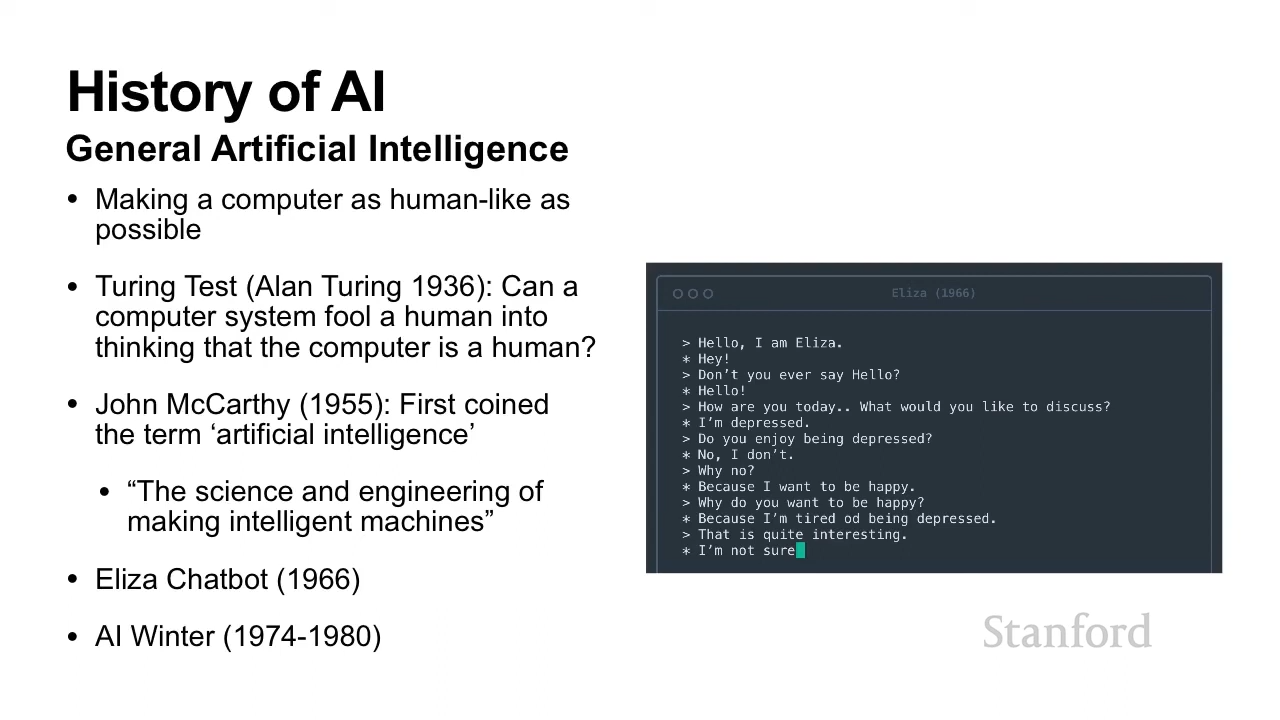 History of AI
General Artificial Intelligence
• Making a computer as human-like as
possible
• Turing Test (Alan Turing 1936): Can a
computer system fool a human into
thinking that the computer is a human?
• John McCarthy (1955): First coined
the term ‘artificial intelligence’
• “The science and engineering of
making intelligent machines”
• Eliza Chatbot (1966)
• AI Winter (1974-1980)
Eliza (1966)
> Hello, I am Eliza.
* Hey!
> Don’t you ever say Hello?
* Hello!
> How are you today.. What would you like to discuss?
* I’m depressed.
> Do you enjoy being depressed?
* No, I don’t.
> Why no?
* Because I want to be happy.
> Why do you want to be happy?
* Because I’m tired od being depressed.
> That is quite interesting.
* I’m not sure
Stanford